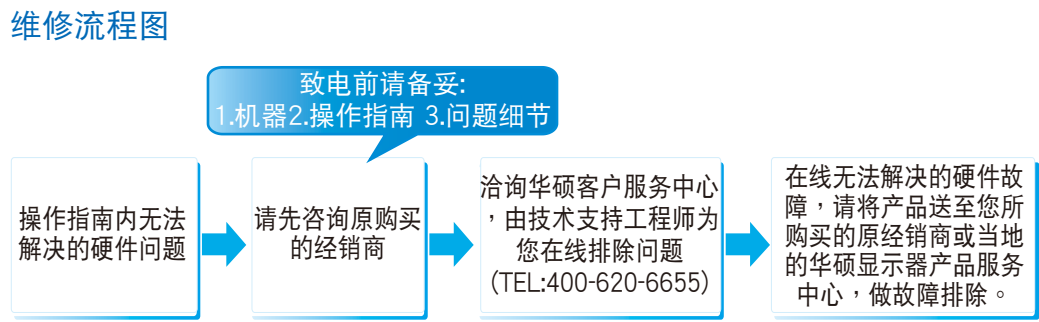 维修流程图
致电前请备妥:
1.机器2.操作指南 3.问题细节
操作指南内无法
解决的硬件问题
请先咨询原购买
的经销商
洽询华硕客户服务中心
，由技术支持工程师为
您在线排除问题
(TEL:400-620-6655)
在线无法解决的硬件故
障，请将产品送至您所
购买的原经销商或当地
的华硕显示器产品服务
中心，做故障排除。